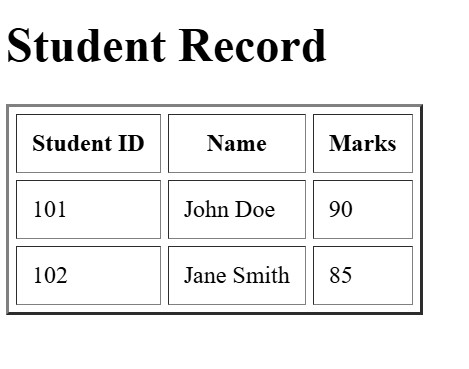 Student Record
Student ID Name Marks
101 John Doe 90
102 Jane Smith 85